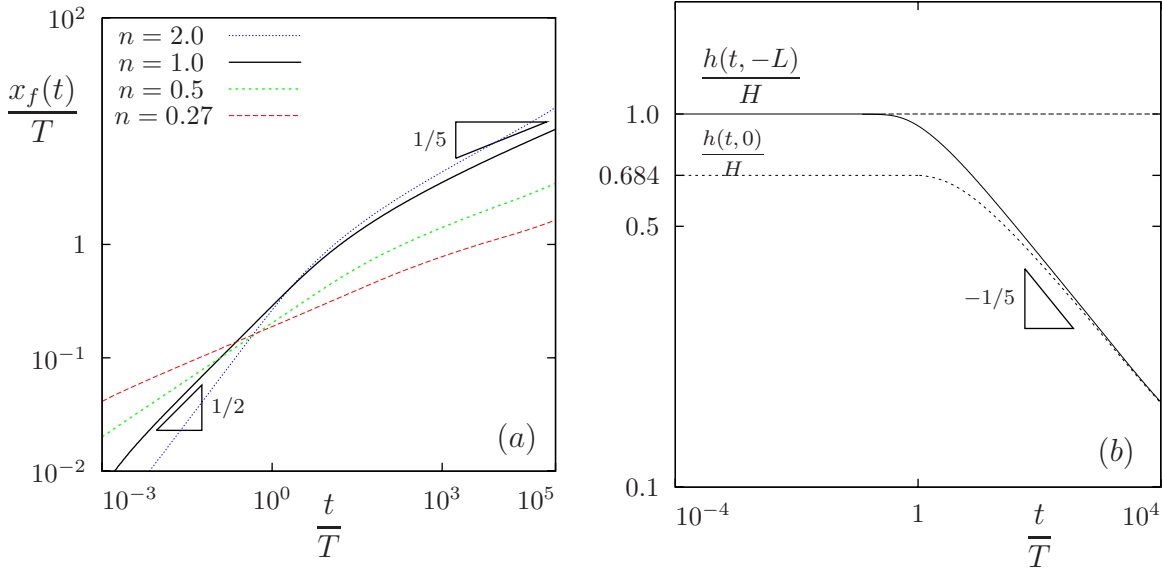 10^2
n = 2.0
n = 1.0
n = 0.5
n = 0.27
x_f(t)
T
1/5
1
10^{-1}
1/2
(a)
10^{-2}
10^{-3}
10^0
10^3
10^5
t
T
h(t, −L)
H
1.0
h(t,0)
H
0.684
0.5
−1/5
(b)
0.1
10^{-4}
1
10^4
t
T